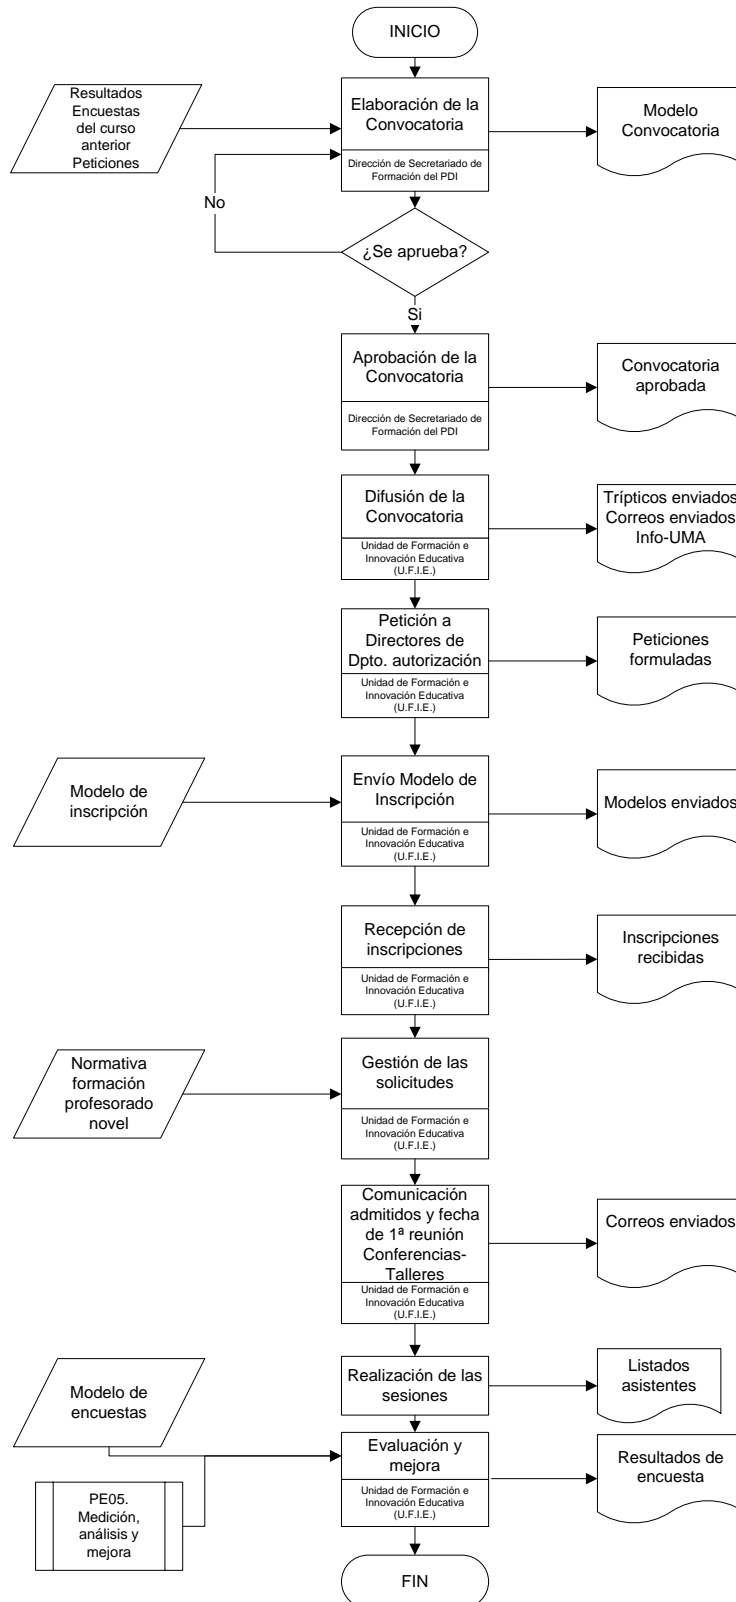 INICIO
Resultados
Encuestas
del curso
anterior
Peticiones
Elaboración de la
Convocatoria
Dirección de Secretariado de
Formación del PDI
Modelo
Convocatoria
No
¿Se aprueba?
Si
Aprobación de la
Convocatoria
Dirección de Secretariado de
Formación del PDI
Convocatoria
aprobada
Difusión de la
Convocatoria
Unidad de Formación e
Innovación Educativa
(U.F.I.E.)
Trípticos enviados
Correos enviados
Info-UMA
Petición a
Directores de
Dpto. autorización
Unidad de Formación e
Innovación Educativa
(U.F.I.E.)
Peticiones
formuladas
Modelo de
inscripción
Envío Modelo de
Inscripción
Unidad de Formación e
Innovación Educativa
(U.F.I.E.)
Modelos enviados
Recepción de
inscripciones
Unidad de Formación e
Innovación Educativa
(U.F.I.E.)
Inscripciones
recibidas
Normativa
formación
profesorado
novel
Gestión de las
solicitudes
Unidad de Formación e
Innovación Educativa
(U.F.I.E.)
Comunicación
admitidos y fecha
de 1ª reunión
Conferencias-
Talleres
Unidad de Formación e
Innovación Educativa
(U.F.I.E.)
Correos enviados
Realización de las
sesiones
Listados
asistentes
Modelo de
encuestas
Evaluación y
mejora
Unidad de Formación e
Innovación Educativa
(U.F.I.E.)
Resultados de
encuesta
PE05.
Medición,
análisis y
mejora
FIN